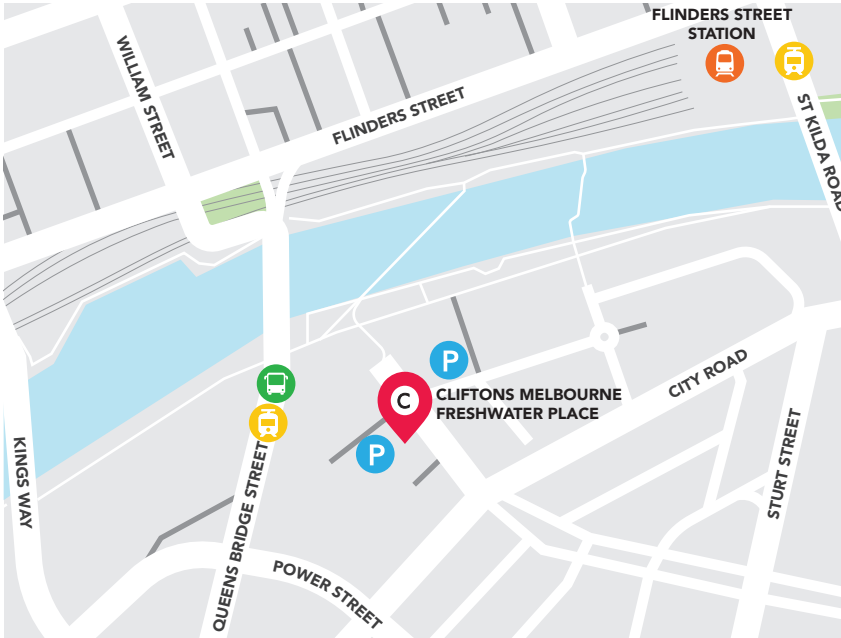 FLINDERS STREET
STATION
WILLIAM STREET
FLINDERS STREET
ST KILDA ROAD
P
CITY ROAD
C
CLIFTONS MELBOURNE
FRESHWATER PLACE
P
KINGS WAY
QUEENS BRIDGE STREET
STURT STREET
POWER STREET